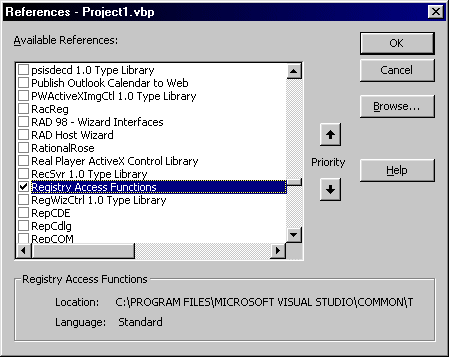 References - Project1.vbp
Available References:
psisdecd 1.0 Type Library
Publish Outlook Calendar to Web
PWActiveXImgCtl 1.0 Type Library
RacReg
RAD 98 - Wizard Interfaces
RAD Host Wizard
RationalRose
Real Player ActiveX Control Library
RecSvr 1.0 Type Library
Registry Access Functions
RegWizCtrl 1.0 Type Library
RepCDE
RepCdlg
RepCOM
OK
Cancel
Browse...
Priority
Help
Registry Access Functions
Location: C:\PROGRAM FILES\MICROSOFT VISUAL STUDIO\COMMON\T
Language: Standard